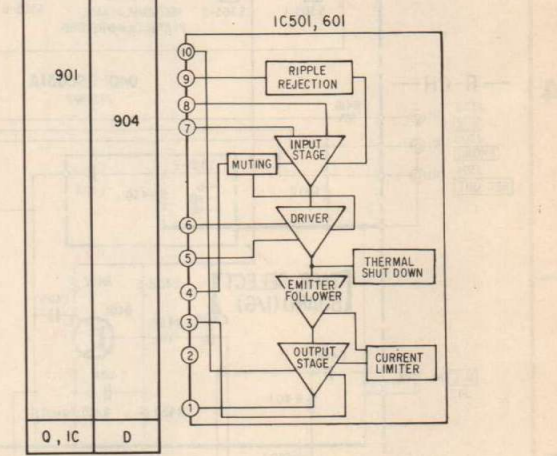 IC501, 601
901
904
Q, IC
D
10
9
8
7
6
5
4
3
2
1
RIPPLE
REJECTION
INPUT
STAGE
MUTING
DRIVER
THERMAL
SHUT DOWN
EMITTER
FOLLOWER
OUTPUT
STAGE
CURRENT
LIMITER